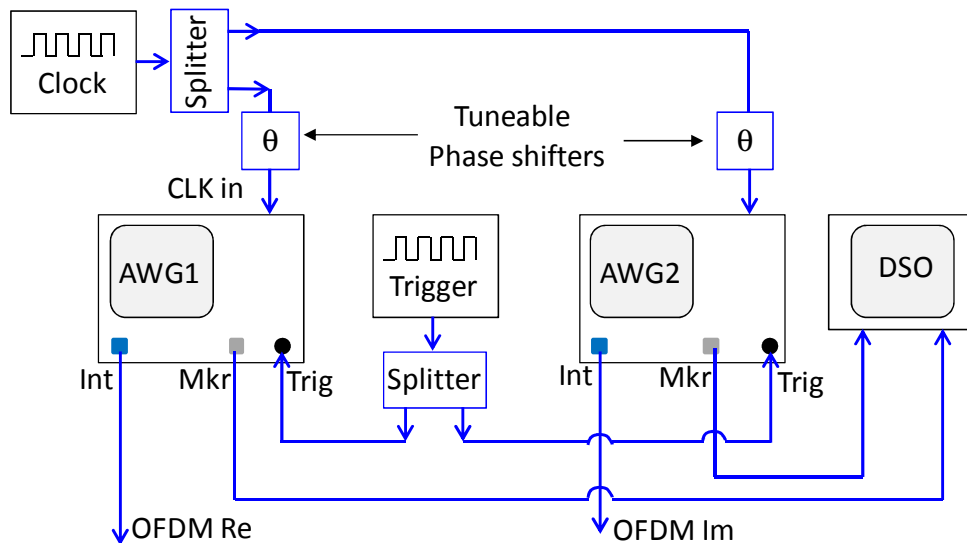 Clock
Splitter
Tuneable
Phase shifters
θ
θ
CLK in
AWG1
Trigger
AWG2
DSO
Int
Mkr
Trig
Splitter
Int
Mkr
Trig
OFDM Re
OFDM Im